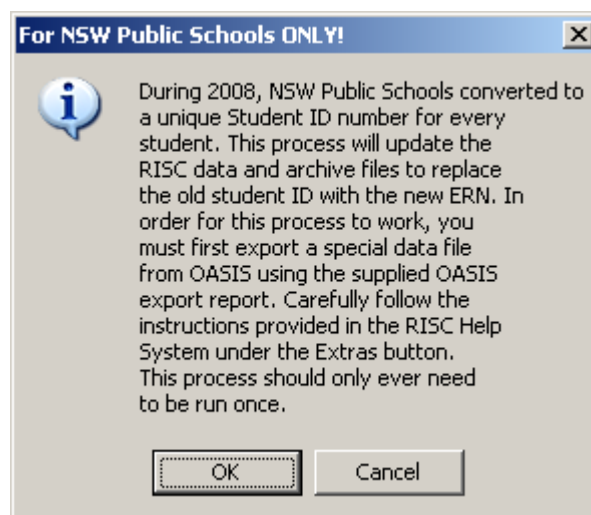 For NSW Public Schools ONLY!
During 2008, NSW Public Schools converted to
a unique Student ID number for every
student. This process will update the
RISC data and archive files to replace
the old student ID with the new ERN. In
order for this process to work, you
must first export a special data file
from OASIS using the supplied OASIS
export report. Carefully follow the
instructions provided in the RISC Help
System under the Extras button.
This process should only ever need
to be run once.
OK Cancel